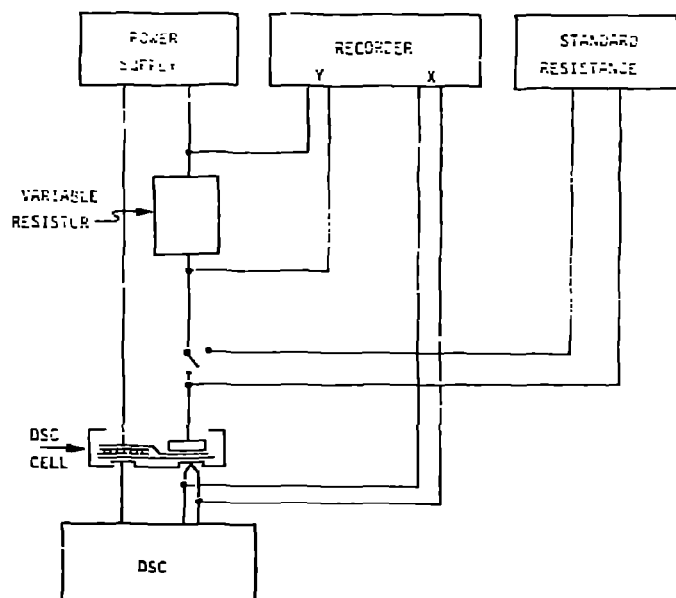 POWER
SUPPLY
RECORDER
Y
X
STANDARD
RESISTANCE
VARIABLE
RESISTOR
DSC
CELL
DSC